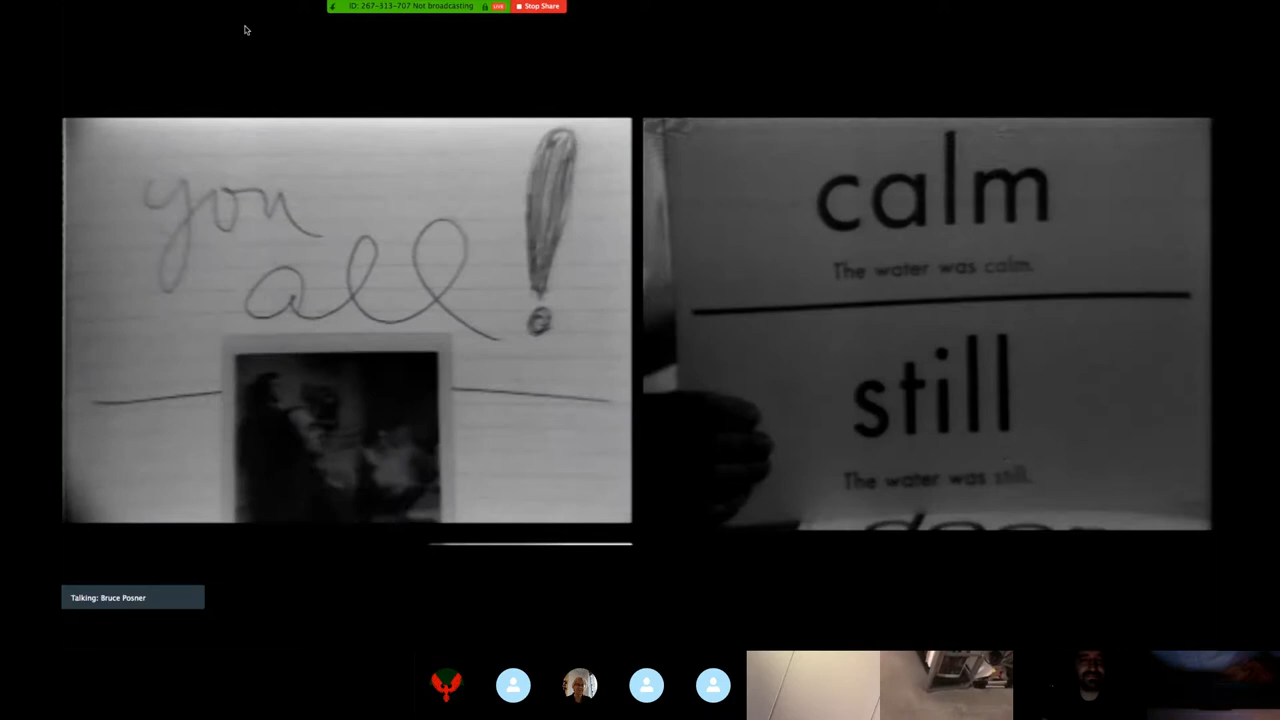 ID: 267-313-707 Not broadcasting LIVE Stop Share
you
all!
calm
The water was calm.
still
The water was still.
Talking: Bruce Posner